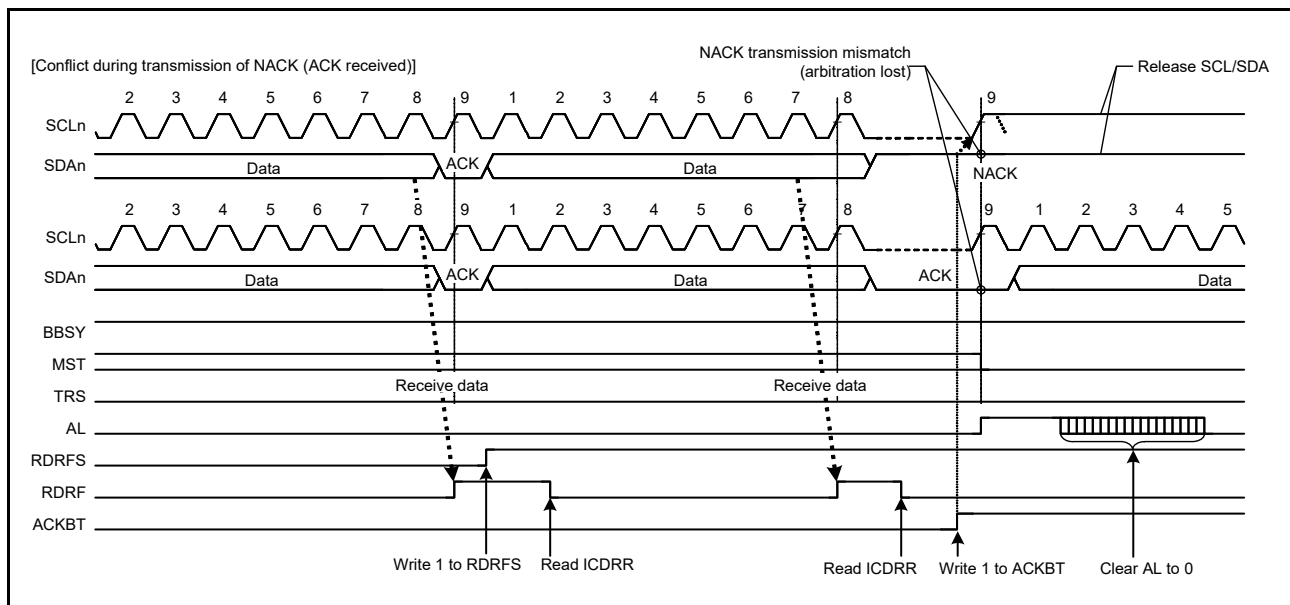 [Conflict during transmission of NACK (ACK received)]
NACK transmission mismatch
(arbitration lost)
Release SCL/SDA
2 3 4 5 6 7 8 9 1 2 3 4 5 6 7 8 9
SCLn
SDAn
Data ACK Data NACK
2 3 4 5 6 7 8 9 1 2 3 4 5 6 7 8 9 1 2 3 4 5
SCLn
SDAn
Data ACK Data ACK Data
BBSY
MST
Receive data Receive data
TRS
AL
RDRFS
RDRF
ACKBT
Write 1 to RDRFS Read ICDRR Read ICDRR Write 1 to ACKBT Clear AL to 0